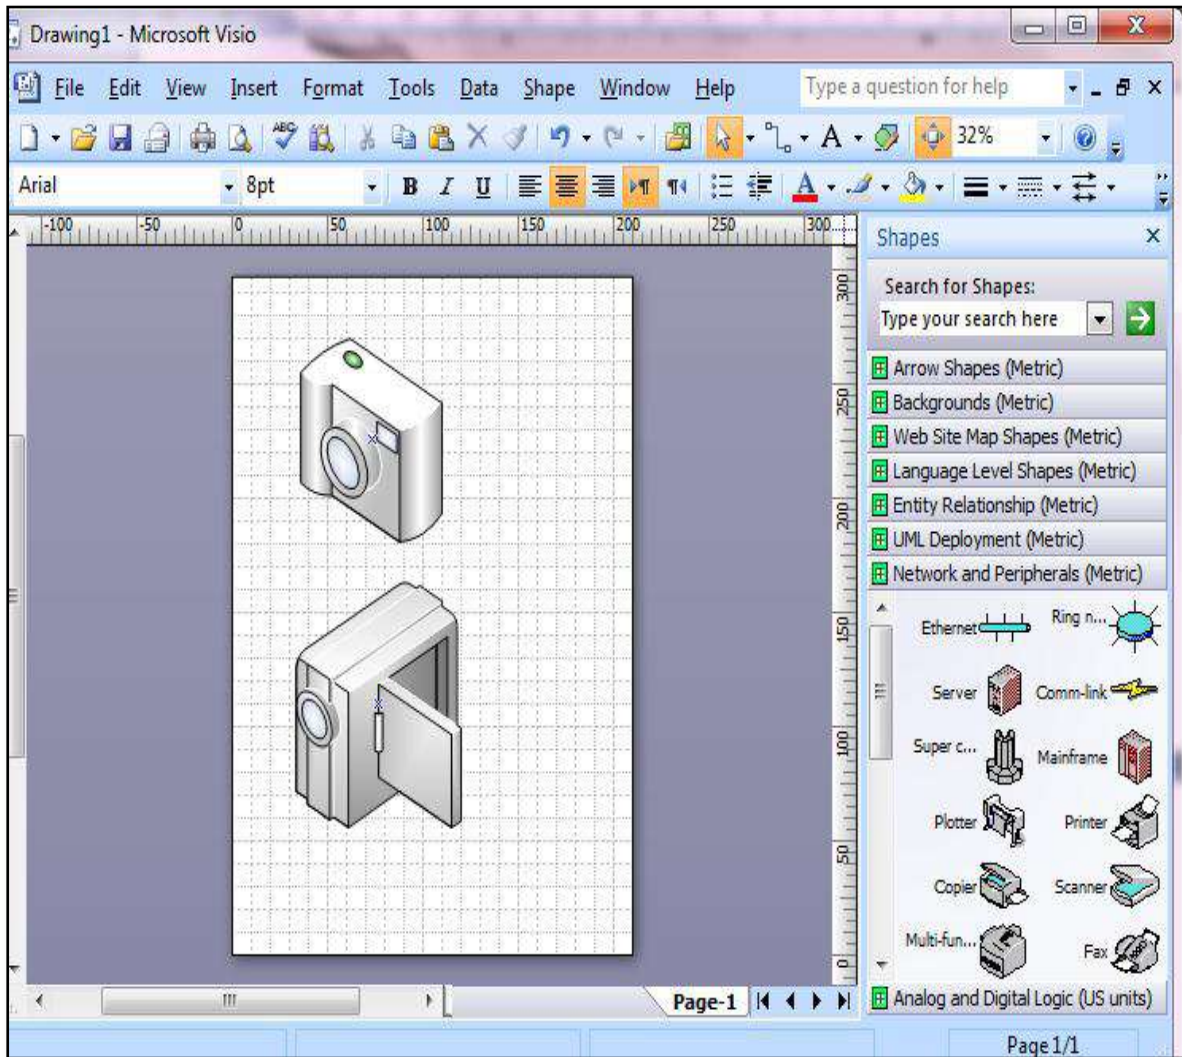 Drawing1 - Microsoft Visio
File Edit View Insert Format Tools Data Shape Window Help Type a question for help
ABC A 32%
Arial 8pt B I U A
-100 -50 0 50 100 150 200 250 300
Shapes
Search for Shapes:
Type your search here
Arrow Shapes (Metric)
Backgrounds (Metric)
Web Site Map Shapes (Metric)
Language Level Shapes (Metric)
Entity Relationship (Metric)
UML Deployment (Metric)
Network and Peripherals (Metric)
Ethernet Ring n...
Server Comm-link
Super c... Mainframe
Plotter Printer
Copier Scanner
Multi-fun... Fax
Analog and Digital Logic (US units)
300
250
200
150
100
50
0
Page-1
Page 1/1